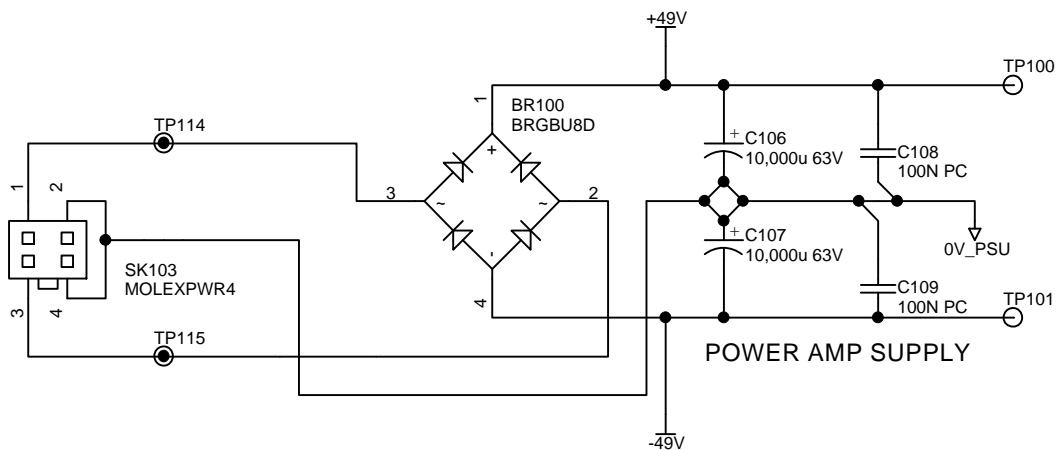 +49V
TP100
1
BR100
BRGBU8D
TP114
+
+
C106
10,000u 63V
C108
100N PC
1
2
3
~
~
2
+
C107
10,000u 63V
0V_PSU
SK103
MOLEXPWR4
-
3
4
4
C109
100N PC
TP101
TP115
POWER AMP SUPPLY
-49V